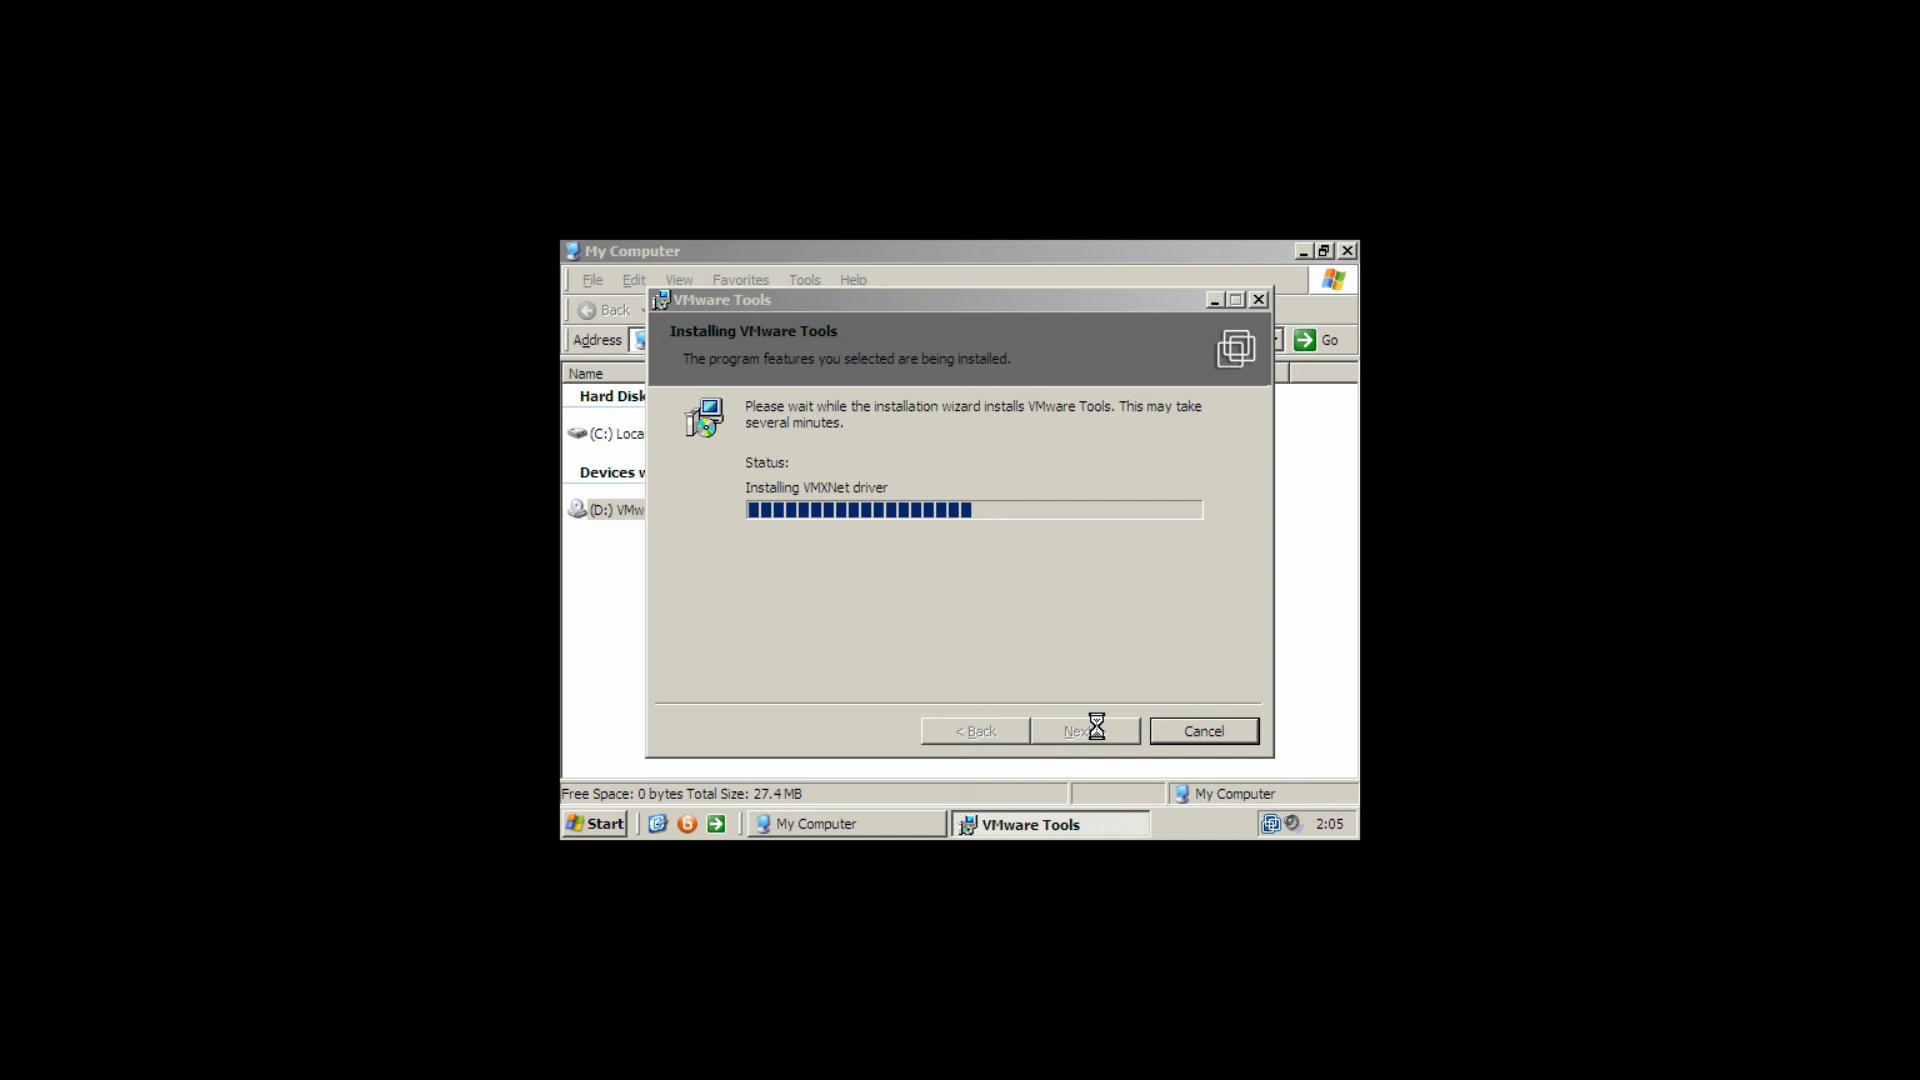 My Computer
File Edit View Favorites Tools Help
Back
Address
Go
Name
Hard Disk
(C:) Loca
Devices w
(D:) VMw
VMware Tools
Installing VMware Tools
The program features you selected are being installed.
Please wait while the installation wizard installs VMware Tools. This may take
several minutes.
Status:
Installing VMXNet driver
< Back
Nex
Cancel
Free Space: 0 bytes Total Size: 27.4 MB
My Computer
Start
My Computer
VMware Tools
2:05